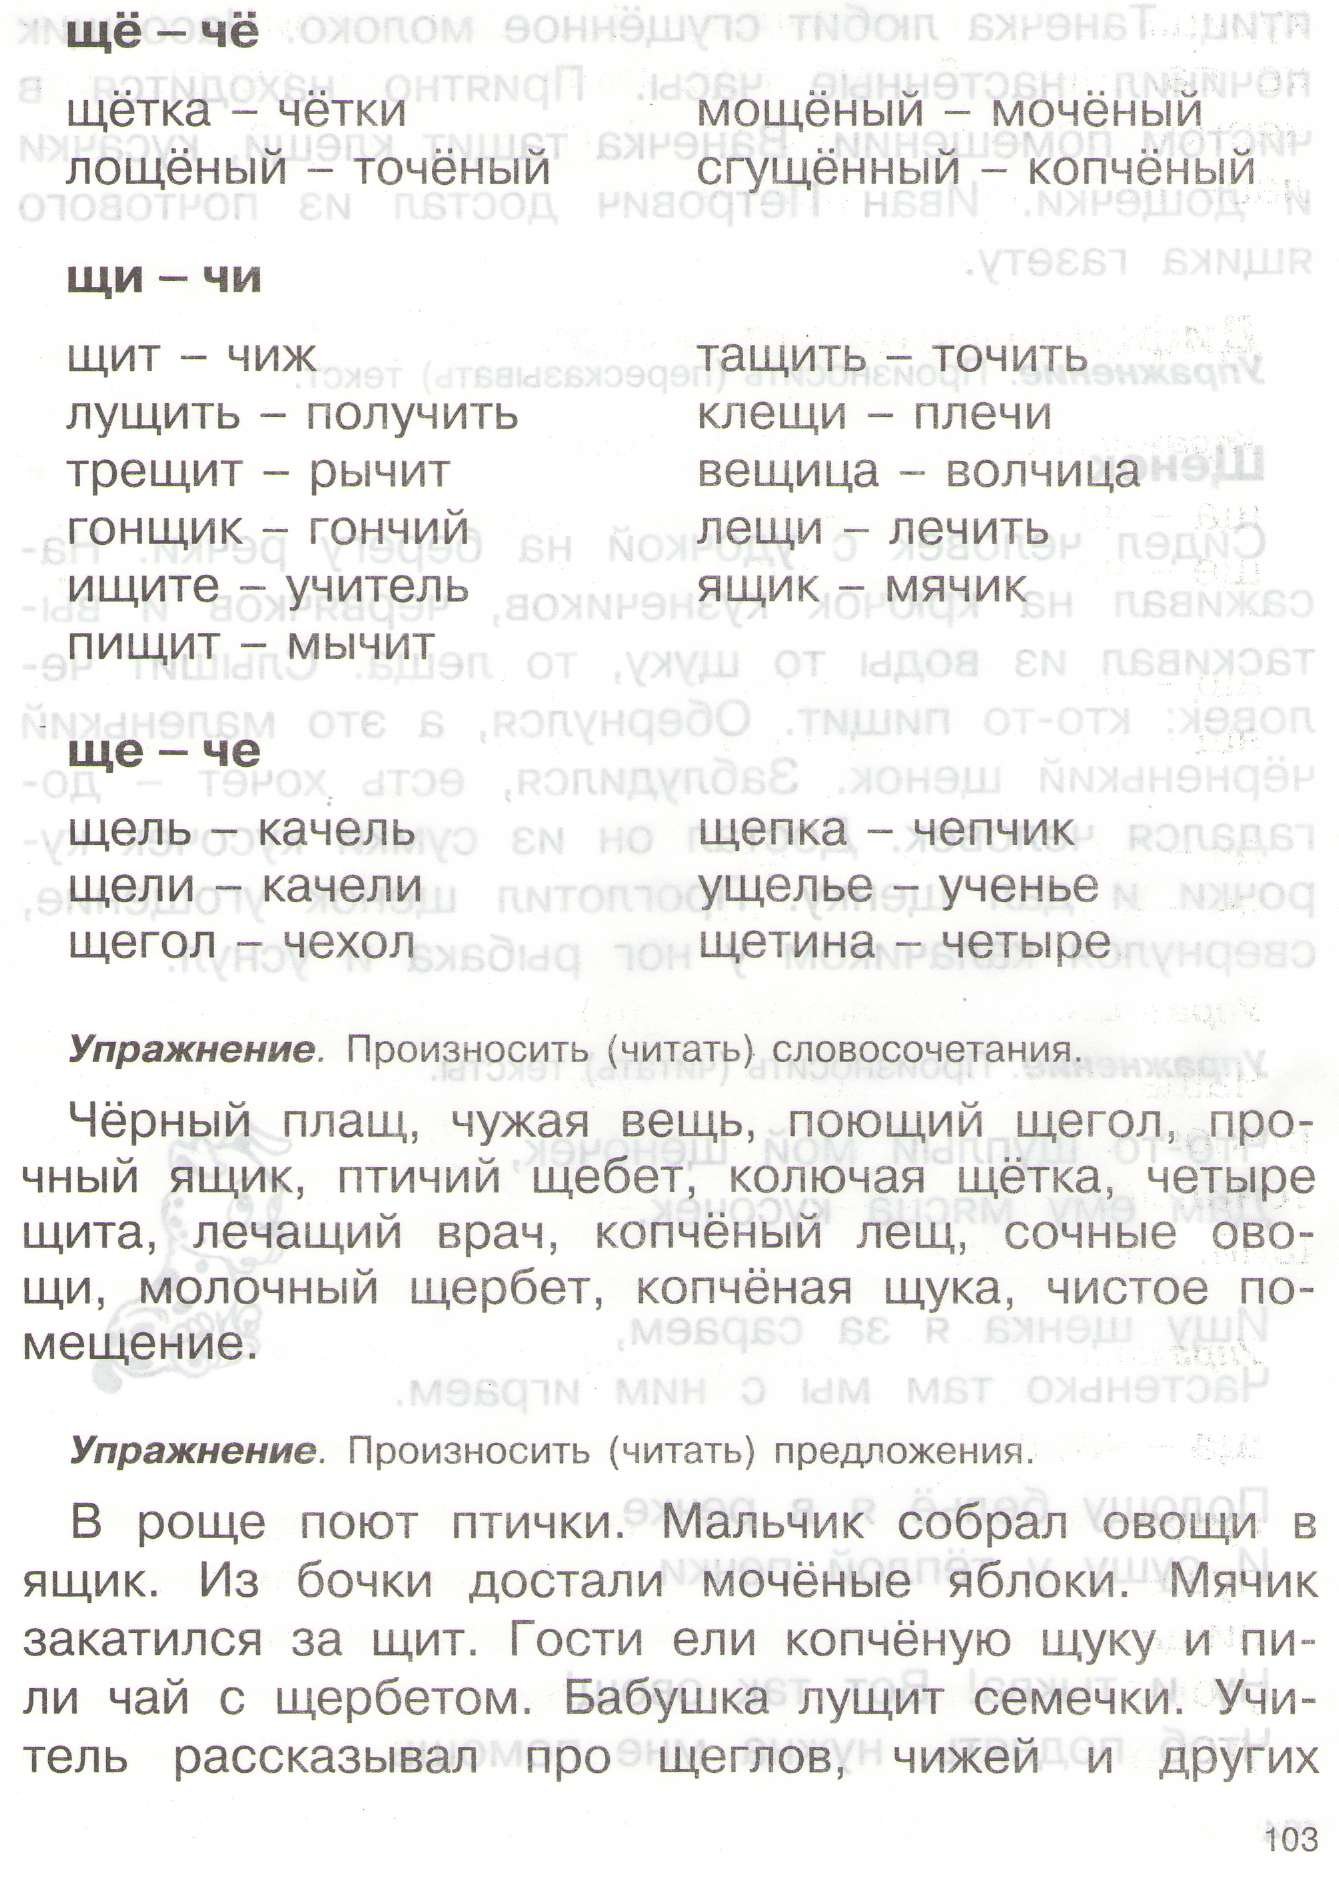 щё – чё
щётка – чётки
лощёный – точёный
мощёный – мочёный
сгущённый – копчёный
щи – чи
щит – чиж
лущить – получить
трещит – рычит
гонщик – гончий
ищите – учитель
пищит – мычит
тащить – точить
клещи – плечи
вещица – волчица
лещи – лечить
ящик – мячик
ще – че
щель – качель
щели – качели
щегол – чехол
щепка – чепчик
ущелье – ученье
щетина – четыре
Упражнение. Произносить (читать) словосочетания.
Чёрный плащ, чужая вещь, поющий щегол, про-
чный ящик, птичий щебет, колючая щётка, четыре
щита, лечащий врач, копчёный лещ, сочные ово-
щи, молочный щербет, копчёная щука, чистое по-
мещение.
Упражнение. Произносить (читать) предложения.
В роще поют птички. Мальчик собрал овощи в
ящик. Из бочки достали мочёные яблоки. Мячик
закатился за щит. Гости ели копчёную щуку и пи-
ли чай с щербетом. Бабушка лущит семечки. Учи-
тель рассказывал про щеглов, чижей и других
103